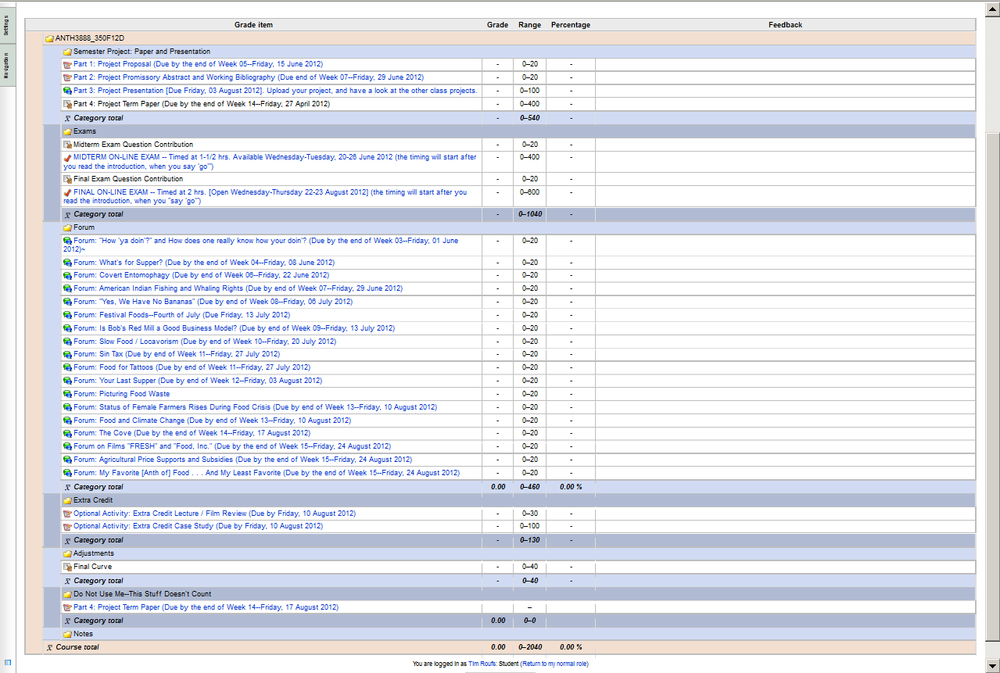 Settings
Navigation
Grade item Grade Range Percentage Feedback
ANTH3888_350F12D
Semester Project: Paper and Presentation
Part 1: Project Proposal (Due by the end of Week 05--Friday, 15 June 2012) - 0–20 -
Part 2: Project Promissory Abstract and Working Bibliography (Due end of Week 07--Friday, 29 June 2012) - 0–20 -
Part 3: Project Presentation [Due Friday, 03 August 2012]. Upload your project, and have a look at the other class projects. - 0–100 -
Part 4: Project Term Paper (Due by the end of Week 14--Friday, 27 April 2012) - 0–400 -
x̄ Category total - 0–540 -
Exams
Midterm Exam Question Contribution - 0–20 -
MIDTERM ON-LINE EXAM -- Timed at 1-1/2 hrs. Available Wednesday-Tuesday, 20-26 June 2012 (the timing will start after - 0–400 -
you read the introduction, when you say 'go'")
Final Exam Question Contribution - 0–20 -
FINAL ON-LINE EXAM -- Timed at 2 hrs. [Open Wednesday-Thursday 22-23 August 2012] (the timing will start after you - 0–600 -
read the introduction, when you "say 'go'")
x̄ Category total - 0–1040 -
Forum
Forum: "How 'ya doin'?" and How does one really know how your doin'? (Due by the end of Week 03--Friday, 01 June - 0–20 -
2012)~
Forum: What's for Supper? (Due by the end of Week 04--Friday, 08 June 2012) - 0–20 -
Forum: Covert Entomophagy (Due by end of Week 06--Friday, 22 June 2012) - 0–20 -
Forum: American Indian Fishing and Whaling Rights (Due by end of Week 07--Friday, 29 June 2012) - 0–20 -
Forum: "Yes, We Have No Bananas" (Due by end of Week 08--Friday, 06 July 2012) - 0–20 -
Forum: Festival Foods--Fourth of July (Due Friday, 13 July 2012) - 0–20 -
Forum: Is Bob's Red Mill a Good Business Model? (Due by end of Week 09--Friday, 13 July 2012) - 0–20 -
Forum: Slow Food / Locavorism (Due by end of Week 10--Friday, 20 July 2012) - 0–20 -
Forum: Sin Tax (Due by end of Week 11--Friday, 27 July 2012) - 0–20 -
Forum: Food for Tattoos (Due by end of Week 11--Friday, 27 July 2012) - 0–20 -
Forum: Your Last Supper (Due by end of Week 12--Friday, 03 August 2012) - 0–20 -
Forum: Picturing Food Waste - 0–20 -
Forum: Status of Female Farmers Rises During Food Crisis (Due by end of Week 13--Friday, 10 August 2012) - 0–20 -
Forum: Food and Climate Change (Due by end of Week 13--Friday, 10 August 2012) - 0–20 -
Forum: The Cove (Due by the end of Week 14--Friday, 17 August 2012) - 0–20 -
Forum on Films "FRESH" and "Food, Inc." (Due by the end of Week 15--Friday, 24 August 2012) - 0–20 -
Forum: Agricultural Price Supports and Subsidies (Due by the end of Week 15--Friday, 24 August 2012) - 0–20 -
Forum: My Favorite [Anth of] Food . . . And My Least Favorite (Due by the end of Week 15--Friday, 24 August 2012) - 0–20 -
x̄ Category total 0.00 0–460 0.00 %
Extra Credit
Optional Activity: Extra Credit Lecture / Film Review (Due by Friday, 10 August 2012) - 0–30 -
Optional Activity: Extra Credit Case Study (Due by Friday, 10 August 2012) - 0–100 -
x̄ Category total - 0–130 -
Adjustments
Final Curve - 0–40 -
x̄ Category total - 0–40 -
Do Not Use Me--This Stuff Doesn't Count
Part 4: Project Term Paper (Due by the end of Week 14--Friday, 17 August 2012) –
x̄ Category total 0.00 0–0
Notes
x̄ Course total 0.00 0–2040 0.00 %
You are logged in as Tim Roufs: Student (Return to my normal role)